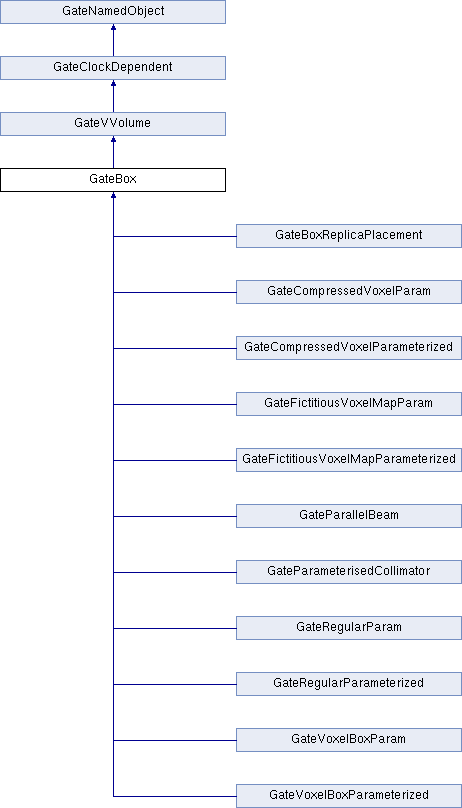 GateNamedObject
GateClockDependent
GateVVolume
GateBox
GateBoxReplicaPlacement
GateCompressedVoxelParam
GateCompressedVoxelParameterized
GateFictitiousVoxelMapParam
GateFictitiousVoxelMapParameterized
GateParallelBeam
GateParameterisedCollimator
GateRegularParam
GateRegularParameterized
GateVoxelBoxParam
GateVoxelBoxParameterized